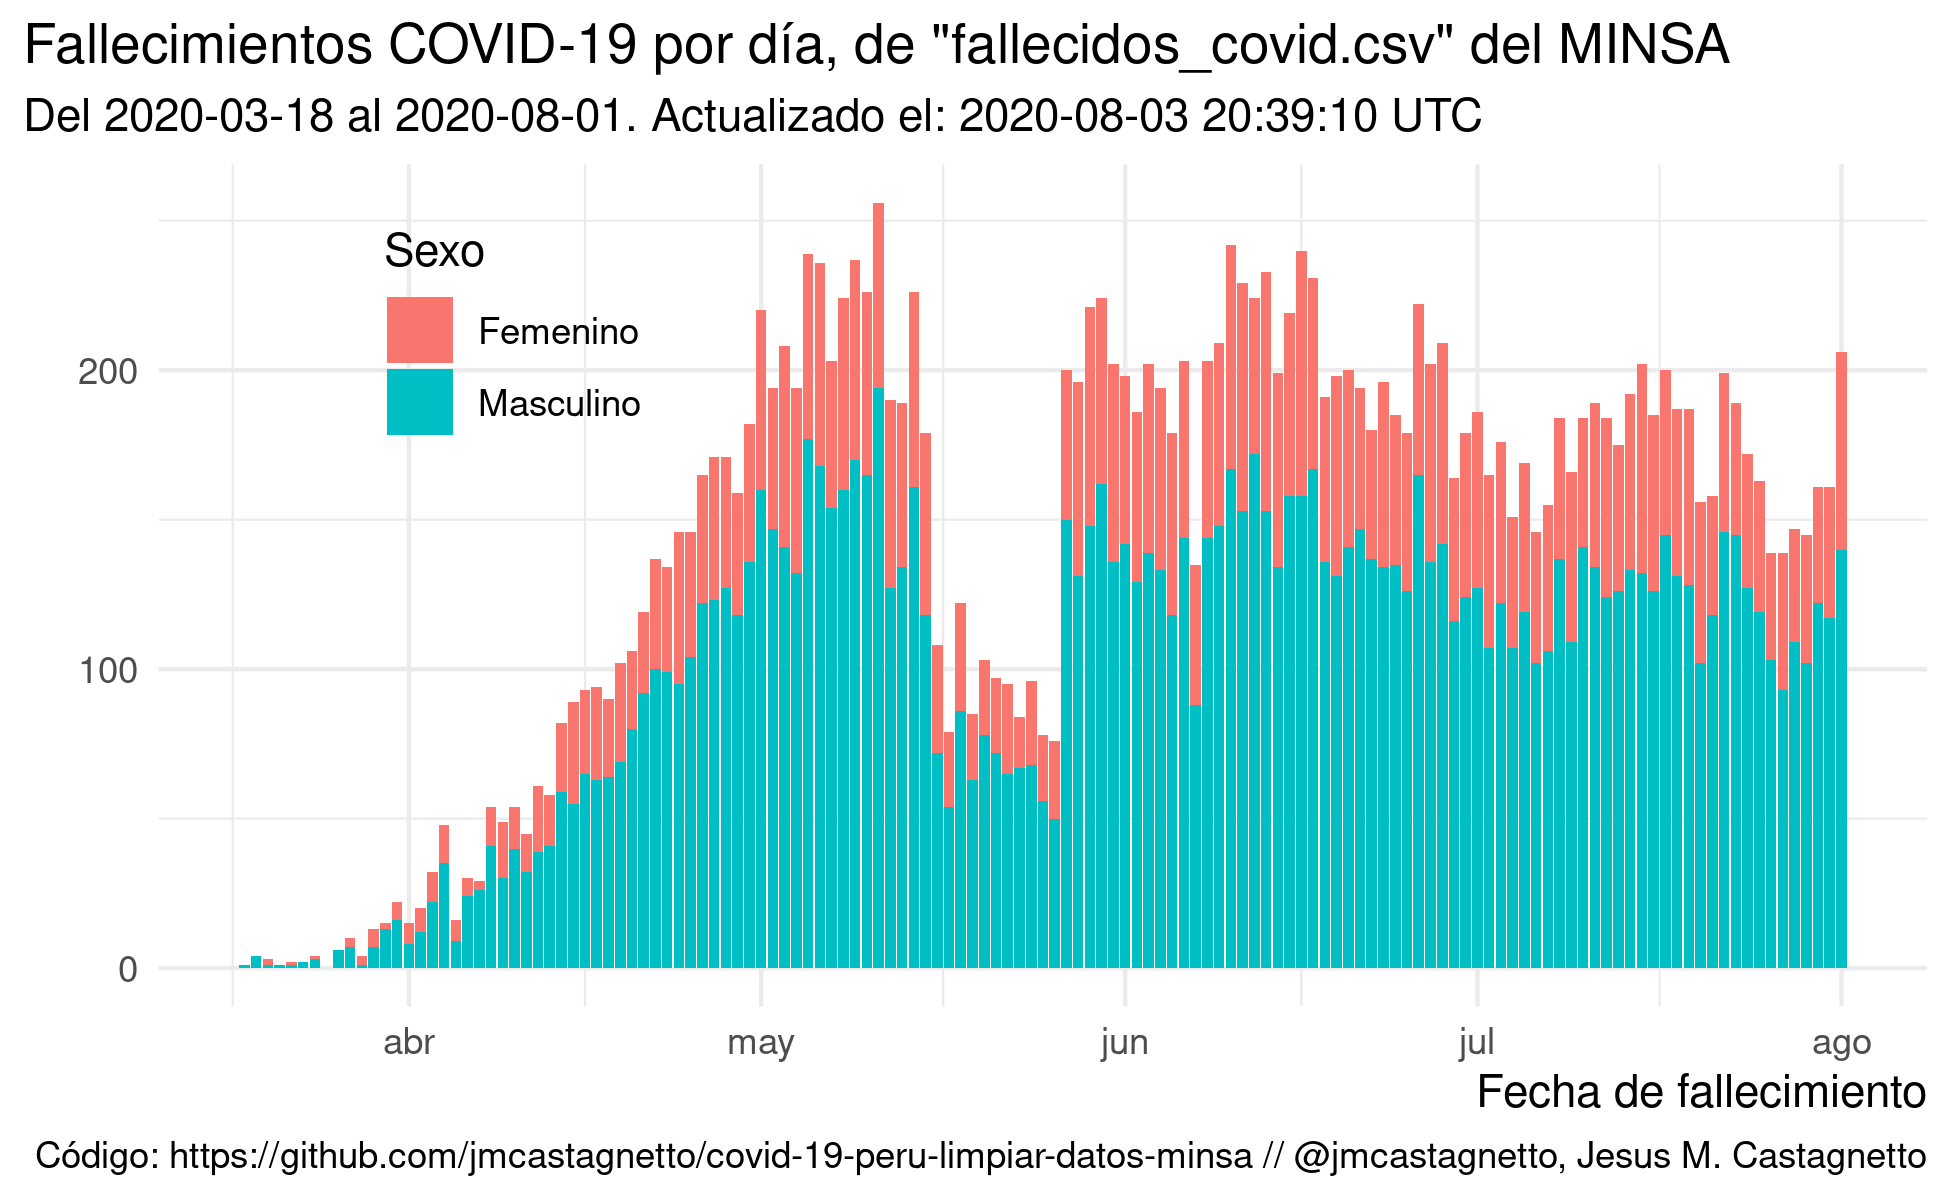 Fallecimientos COVID-19 por día, de "fallecidos_covid.csv" del MINSA
Del 2020-03-18 al 2020-08-01. Actualizado el: 2020-08-03 20:39:10 UTC
Sexo
Femenino
Masculino
200
100
0
abr may jun jul ago
Fecha de fallecimiento
Código: https://github.com/jmcastagnetto/covid-19-peru-limpiar-datos-minsa // @jmcastagnetto, Jesus M. Castagnetto